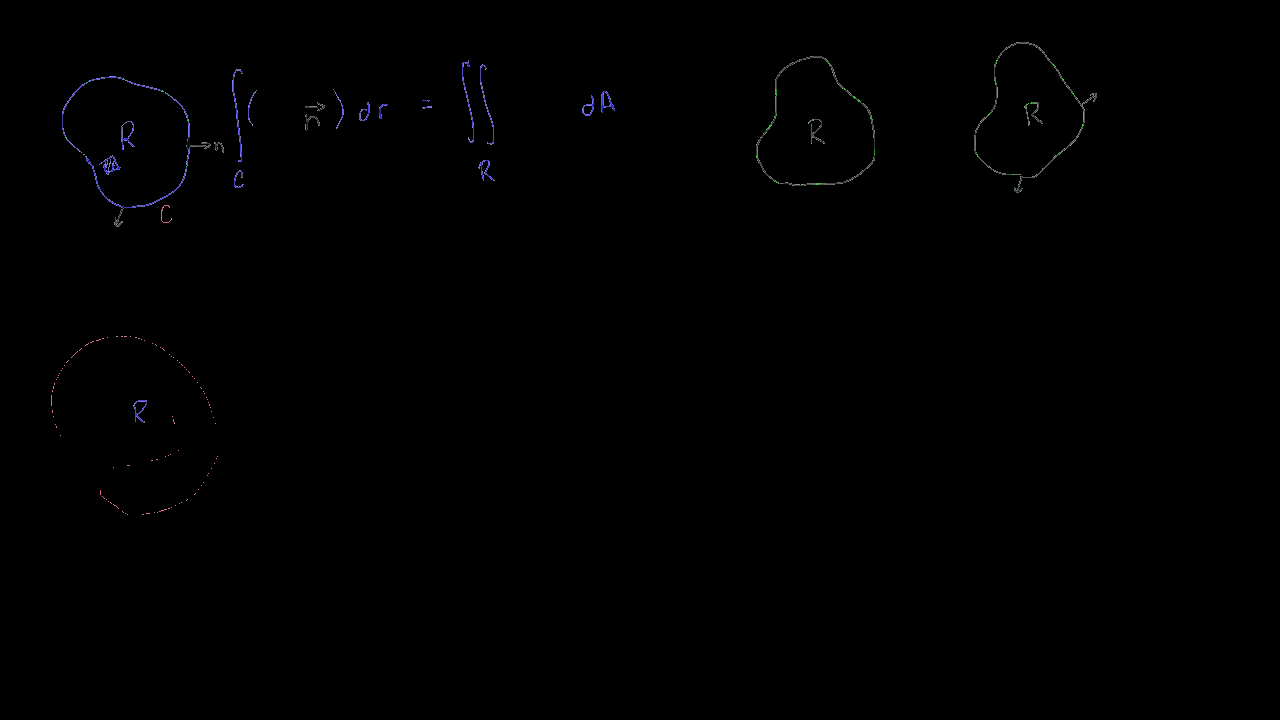 R n C
∫ ( n⃗ ) dr = ∬ dA
C R
R
R
R